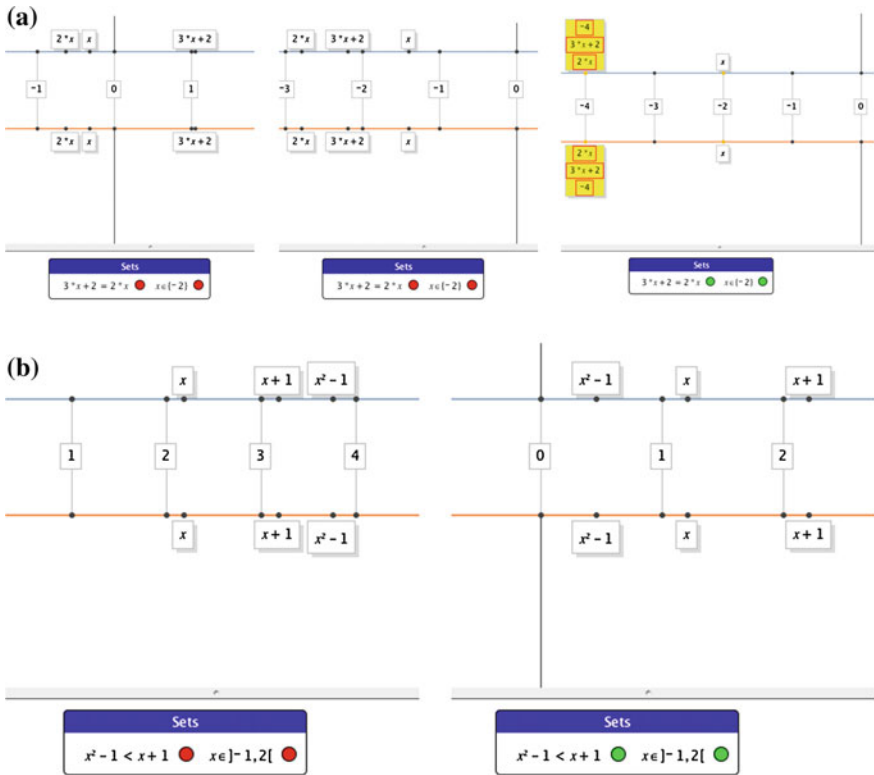 (a)
2*x x 3*x+2
-1 0 1
2*x x 3*x+2
Sets
3*x+2 = 2*x x∈{-2}
2*x 3*x+2 x
-3 -2 -1 0
2*x 3*x+2 x
Sets
3*x+2 = 2*x x∈{-2}
-4
3*x+2
2*x
x
-4 -3 -2 -1 0
2*x
3*x+2
-4
x
Sets
3*x+2 = 2*x x∈{-2}
(b)
x x+1 x²-1
1 2 3 4
x x+1 x²-1
Sets
x²-1 < x+1 x∈]-1,2[
x²-1 x x+1
0 1 2
x²-1 x x+1
Sets
x²-1 < x+1 x∈]-1,2[